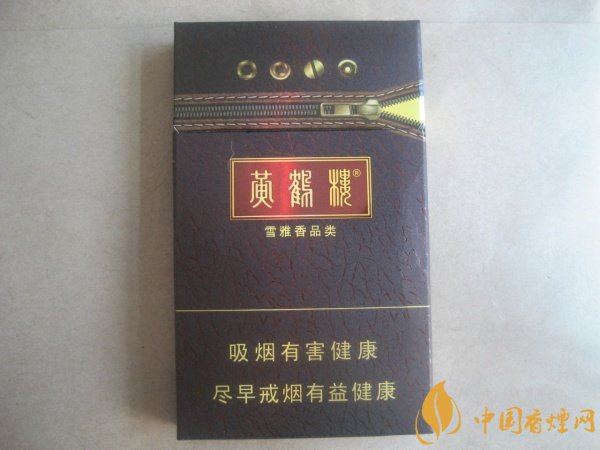 黄鹤楼®
雪雅香品类
吸烟有害健康
尽早戒烟有益健康
中国香烟网